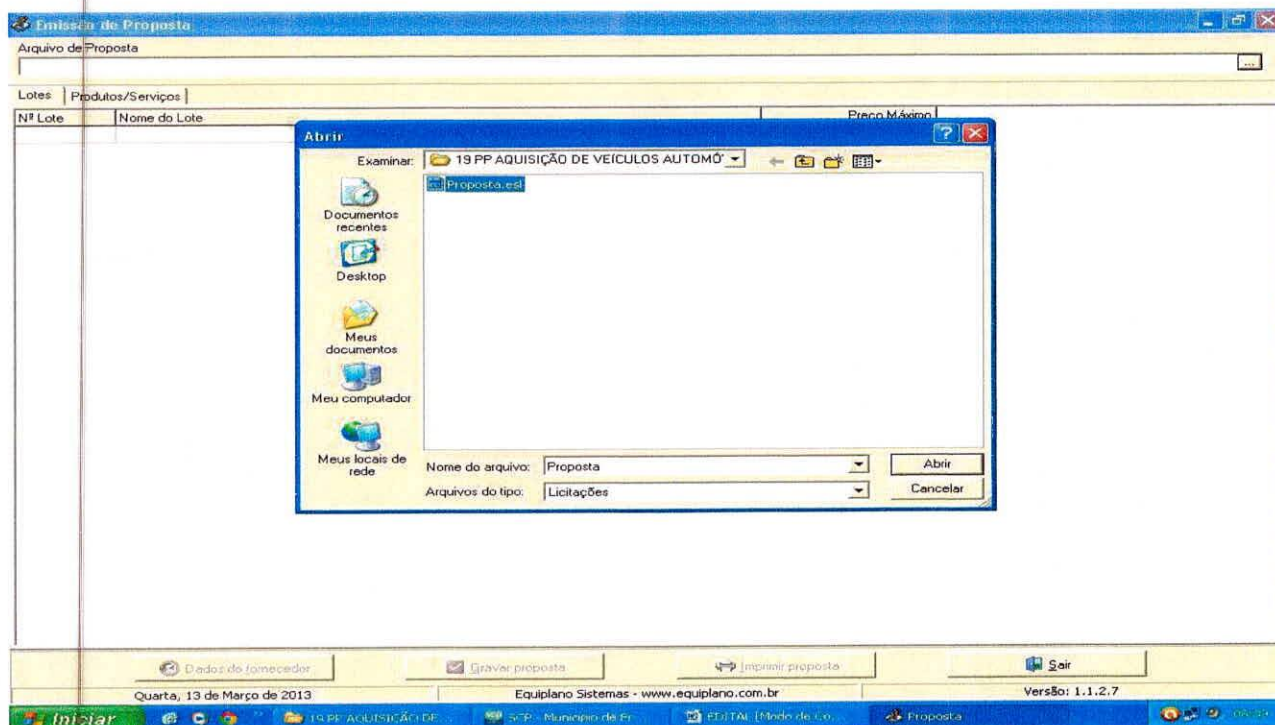 Emissão de Proposta
Arquivo de Proposta
...
Lotes Produtos/Serviços
Nº Lote Nome do Lote Preço Máximo
Abrir
Examinar: 19 PP AQUISIÇÃO DE VEÍCULOS AUTOMÓ
Proposta.esl
Documentos
recentes
Desktop
Meus
documentos
Meu computador
Meus locais de
rede
Nome do arquivo: Proposta Abrir
Arquivos do tipo: Licitações Cancelar
Dados do fornecedor Gravar proposta Imprimir proposta Sair
Quarta, 13 de Março de 2013 Equiplano Sistemas - www.equiplano.com.br Versão: 1.1.2.7
Iniciar 19 PP AQUISIÇÃO DE ... SCP - Município de EDITAL [Modo de Co... Proposta